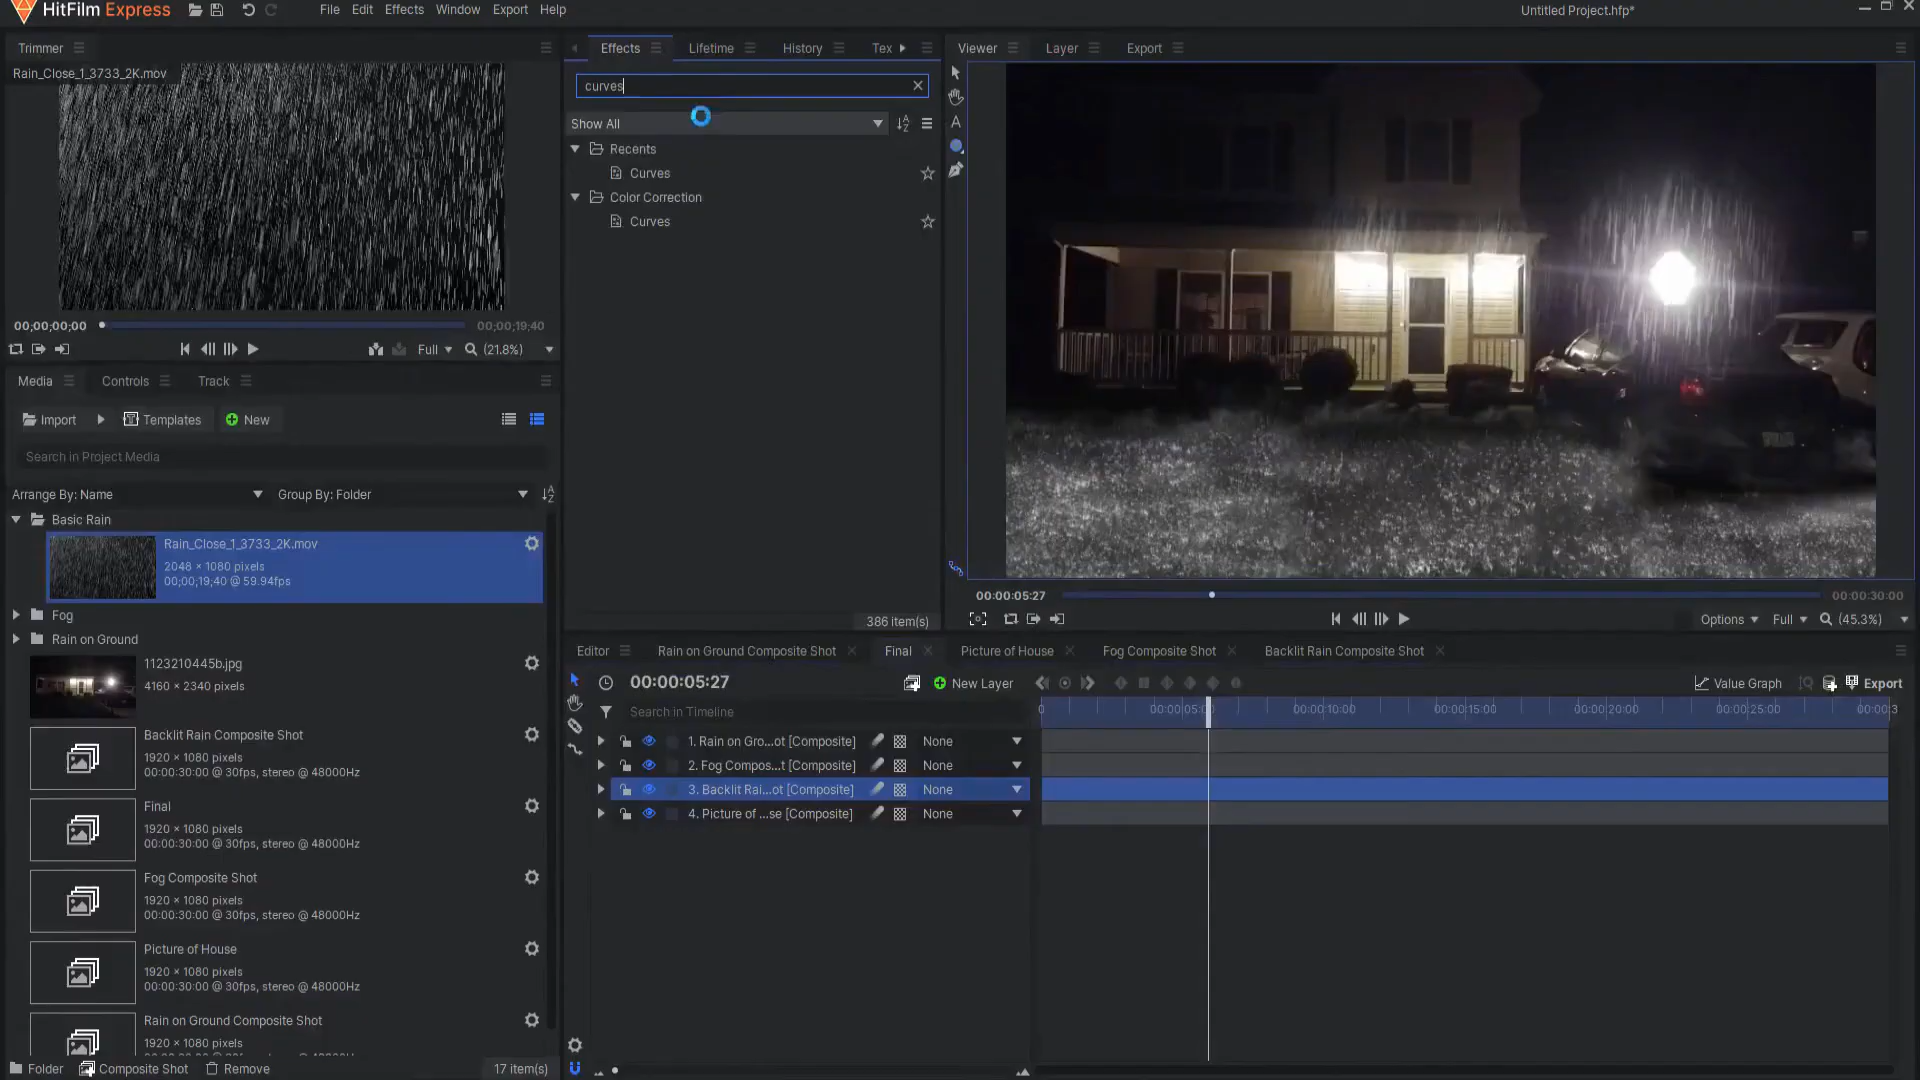 HitFilm Express
File Edit Effects Window Export Help
Untitled Project.hfp*
Trimmer
Rain_Close_1_3733_2K.mov
00;00;00;00
00;00;19;40
Full
(21.8%)
Effects Lifetime History Tex
curves
Show All
Recents
Curves
Color Correction
Curves
386 item(s)
Viewer Layer Export
A
00:00:05:27
00:00:30:00
Options Full (45.3%)
Media Controls Track
Import Templates New
Search in Project Media
Arrange By: Name Group By: Folder
Basic Rain
Rain_Close_1_3733_2K.mov
2048 × 1080 pixels
00;00;19;40 @ 59.94fps
Fog
Rain on Ground
1123210445b.jpg
4160 × 2340 pixels
Backlit Rain Composite Shot
1920 × 1080 pixels
00:00:30:00 @ 30fps, stereo @ 48000Hz
Final
1920 × 1080 pixels
00:00:30:00 @ 30fps, stereo @ 48000Hz
Fog Composite Shot
1920 × 1080 pixels
00:00:30:00 @ 30fps, stereo @ 48000Hz
Picture of House
1920 × 1080 pixels
00:00:30:00 @ 30fps, stereo @ 48000Hz
Rain on Ground Composite Shot
1920 × 1080 pixels
Folder Composite Shot Remove 17 item(s)
Editor Rain on Ground Composite Shot Final Picture of House Fog Composite Shot Backlit Rain Composite Shot
00:00:05:27 New Layer Value Graph Export
Search in Timeline
0 00:00:05:0 00:00:10:00 00:00:15:00 00:00:20:00 00:00:25:00 00:00:3
1. Rain on Gro...ot [Composite] None
2. Fog Compos...t [Composite] None
3. Backlit Rai...ot [Composite] None
4. Picture of ...se [Composite] None